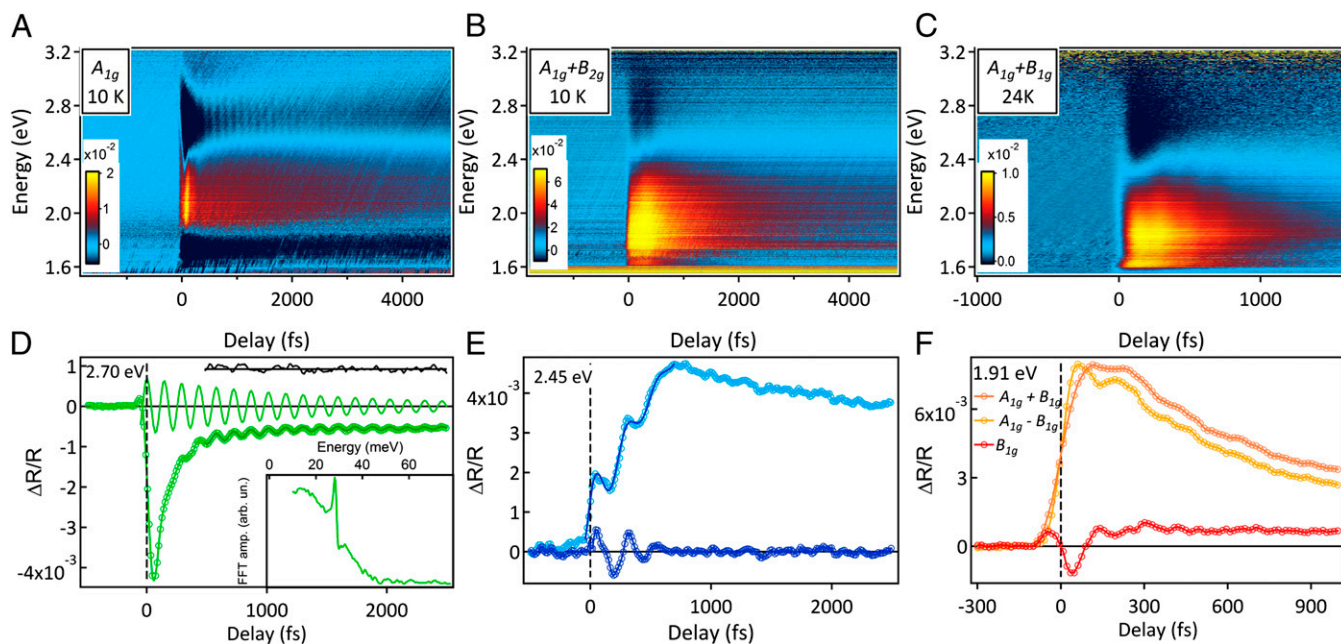 A
3.2
2.8
2.4
2.0
1.6
Energy (eV)
A1g
10 K
x10-2
2
1
0
0
2000
4000
Delay (fs)
B
3.2
2.8
2.4
2.0
1.6
Energy (eV)
A1g+B2g
10 K
x10-2
6
4
2
0
0
2000
4000
Delay (fs)
C
3.2
2.8
2.4
2.0
1.6
Energy (eV)
A1g+B1g
24K
x10-2
1.0
0.5
0.0
-1000
0
1000
Delay (fs)
D
2.70 eV
1
0
-1
-2
-3
-4x10-3
ΔR/R
Energy (meV)
0 20 40 60
FFT amp. (arb. un.)
0
1000
2000
Delay (fs)
E
2.45 eV
4x10-3
3
2
1
0
ΔR/R
0
500
1000
1500
2000
2500
Delay (fs)
F
1.91 eV
A1g + B1g
A1g - B1g
B1g
6x10-3
3
0
ΔR/R
-300
0
300
600
900
Delay (fs)